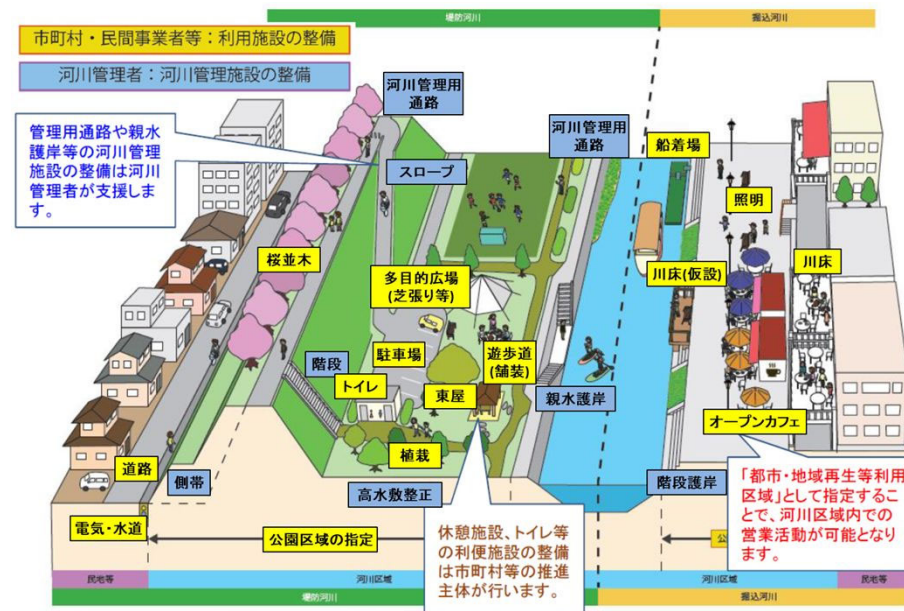 堤防河川
掘込河川
市町村・民間事業者等：利用施設の整備
河川管理者：河川管理施設の整備
管理用通路や親水
護岸等の河川管理
施設の整備は河川
管理者が支援しま
す。
河川管理用
通路
スロープ
河川管理用
通路
船着場
照明
桜並木
多目的広場
(芝張り等)
川床(仮設)
川床
階段
駐車場
トイレ
遊歩道
(舗装)
東屋
親水護岸
オープンカフェ
植栽
道路
側帯
高水敷整正
階段護岸
電気・水道
公園区域の指定
公
休憩施設、トイレ等
の利便施設の整備
は市町村等の推進
主体が行います。
「都市・地域再生等利用
区域」として指定するこ
とで、河川区域内での
営業活動が可能となり
ます。
民地等
河川区域
河川区域
民地等
堤防河川
掘込河川